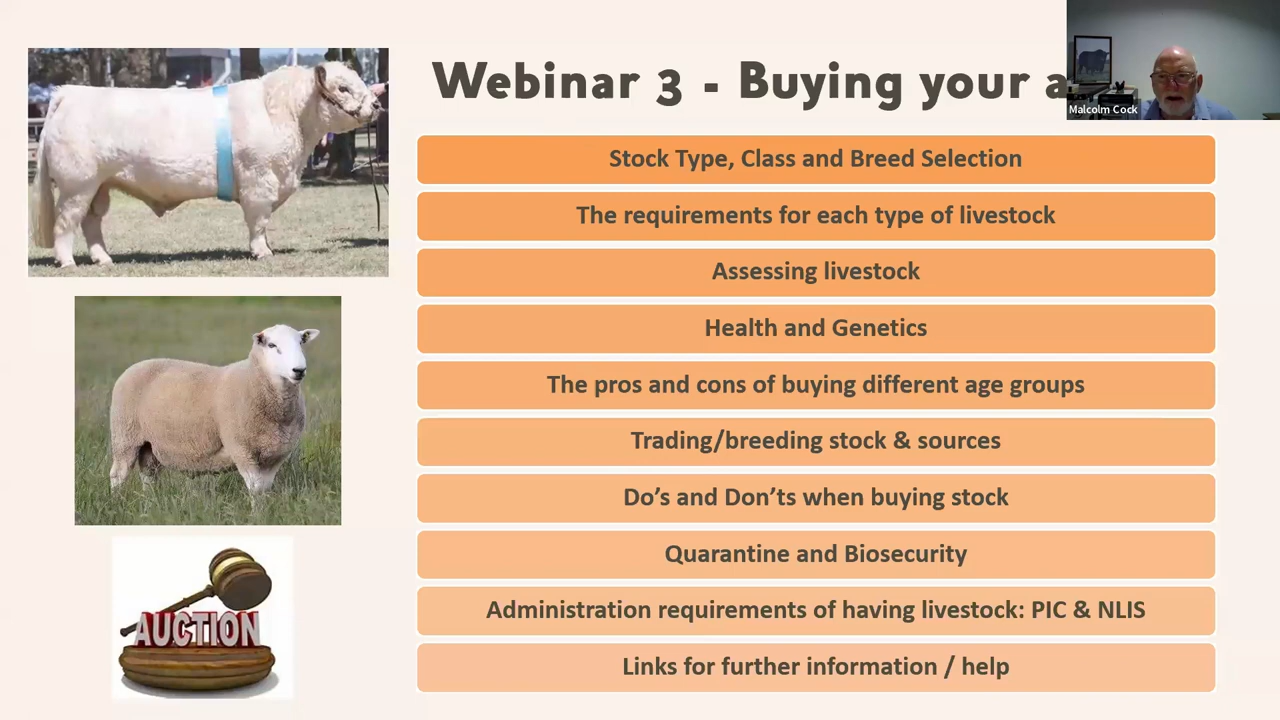 Webinar 3 - Buying your a
Malcolm Cock
Stock Type, Class and Breed Selection
The requirements for each type of livestock
Assessing livestock
Health and Genetics
The pros and cons of buying different age groups
Trading/breeding stock & sources
Do’s and Don’ts when buying stock
Quarantine and Biosecurity
Administration requirements of having livestock: PIC & NLIS
Links for further information / help
AUCTION